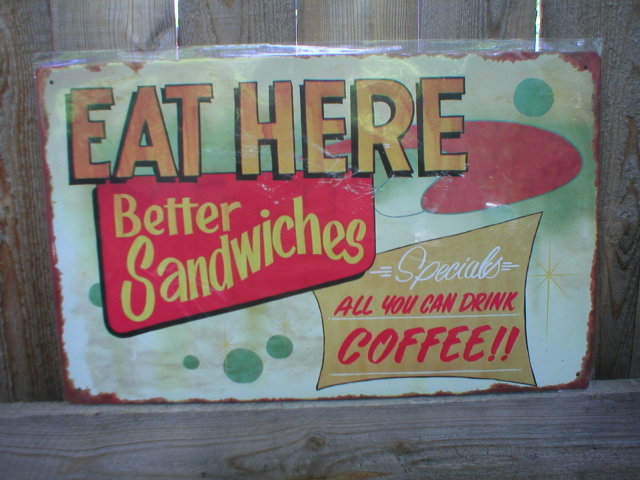 EAT HERE
Better
Sandwiches
Specials
ALL YOU CAN DRINK
COFFEE!!